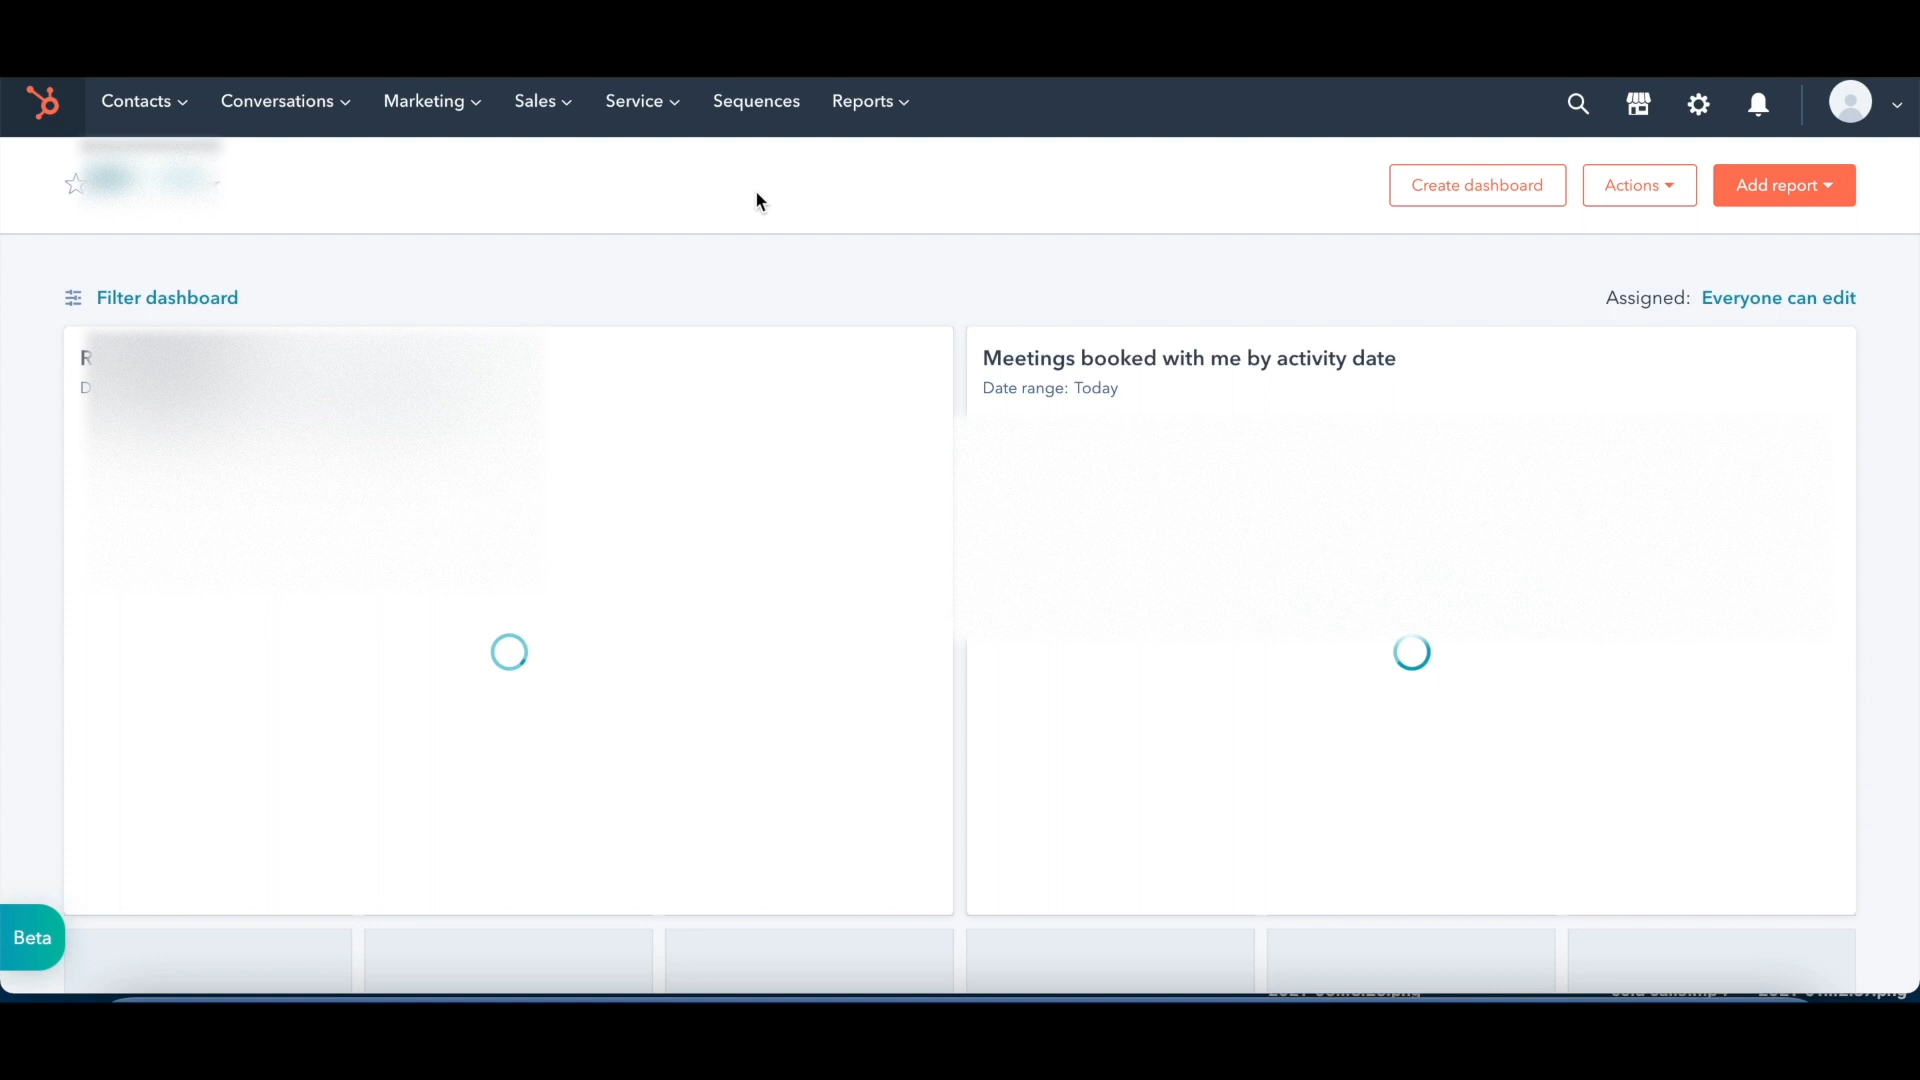 Contacts Conversations Marketing Sales Service Sequences Reports
Create dashboard Actions Add report
Filter dashboard
Assigned: Everyone can edit
R
D
Meetings booked with me by activity date
Date range: Today
Beta